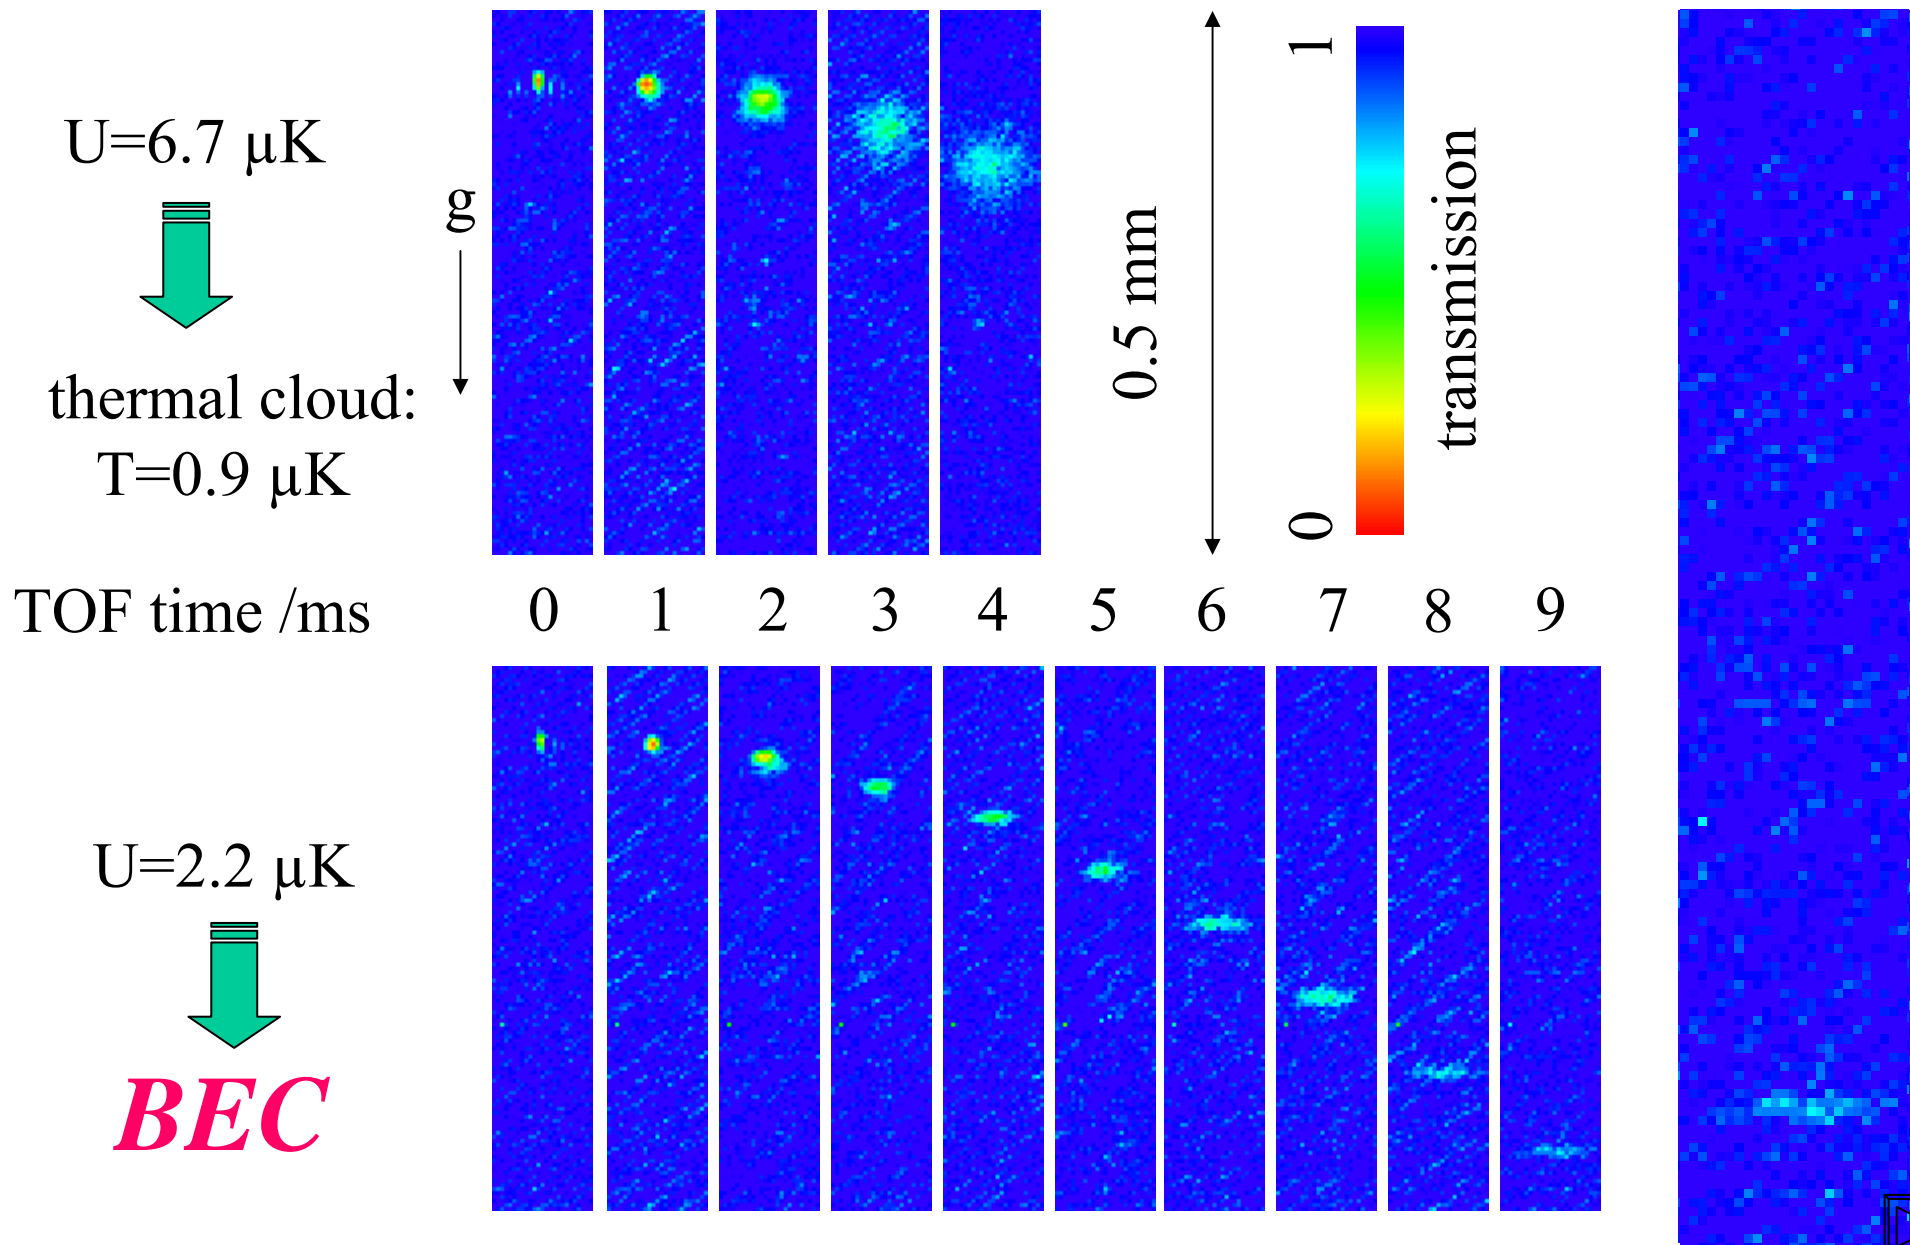 U=6.7 μK
g
thermal cloud:
T=0.9 μK
0.5 mm
1
0
transmission
TOF time /ms 0 1 2 3 4 5 6 7 8 9
U=2.2 μK
BEC